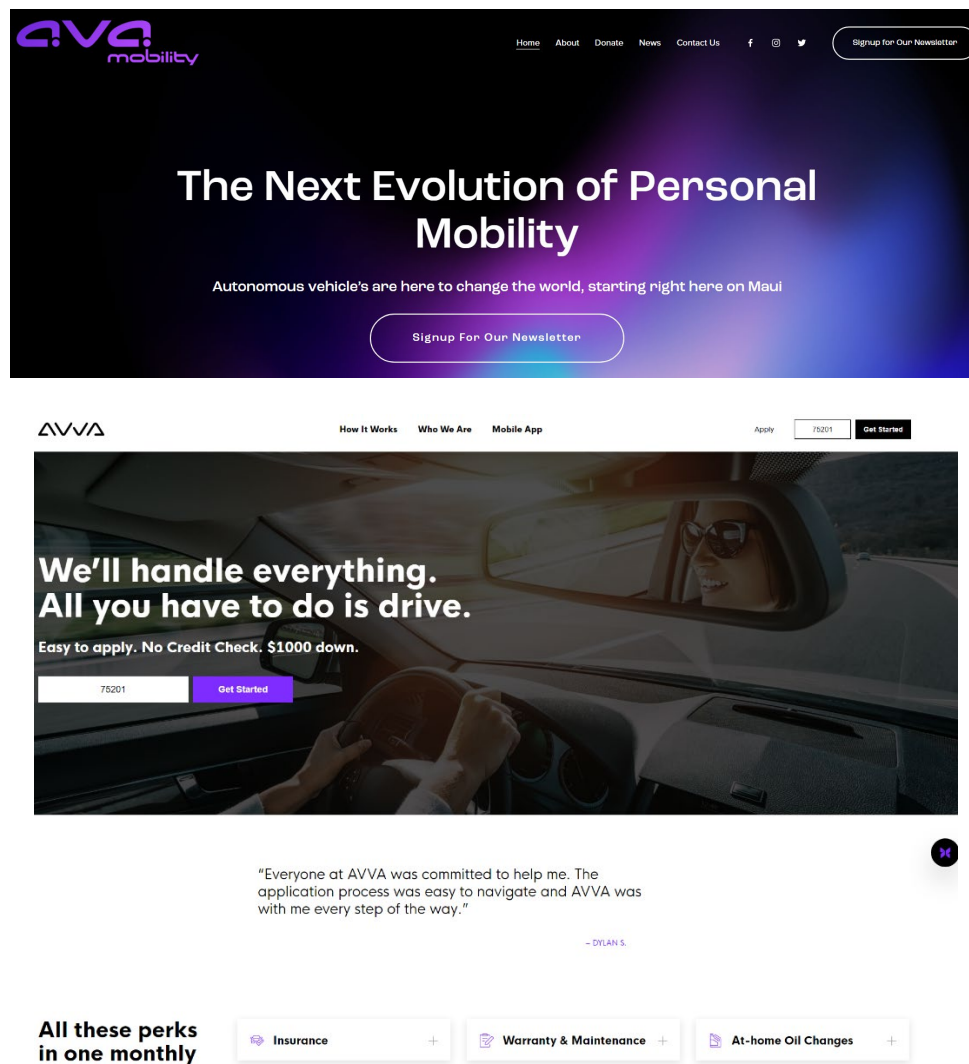 ava
mobility
Home About Donate News Contact Us
Signup for Our Newsletter
The Next Evolution of Personal
Mobility
Autonomous vehicle's are here to change the world, starting right here on Maui
Signup For Our Newsletter
AVVA
How It Works Who We Are Mobile App
Apply 75201 Get Started
We'll handle everything.
All you have to do is drive.
Easy to apply. No Credit Check. $1000 down.
75201 Get Started
“Everyone at AVVA was committed to help me. The
application process was easy to navigate and AVVA was
with me every step of the way.”
– DYLAN S.
All these perks
in one monthly
Insurance
Warranty & Maintenance
At-home Oil Changes